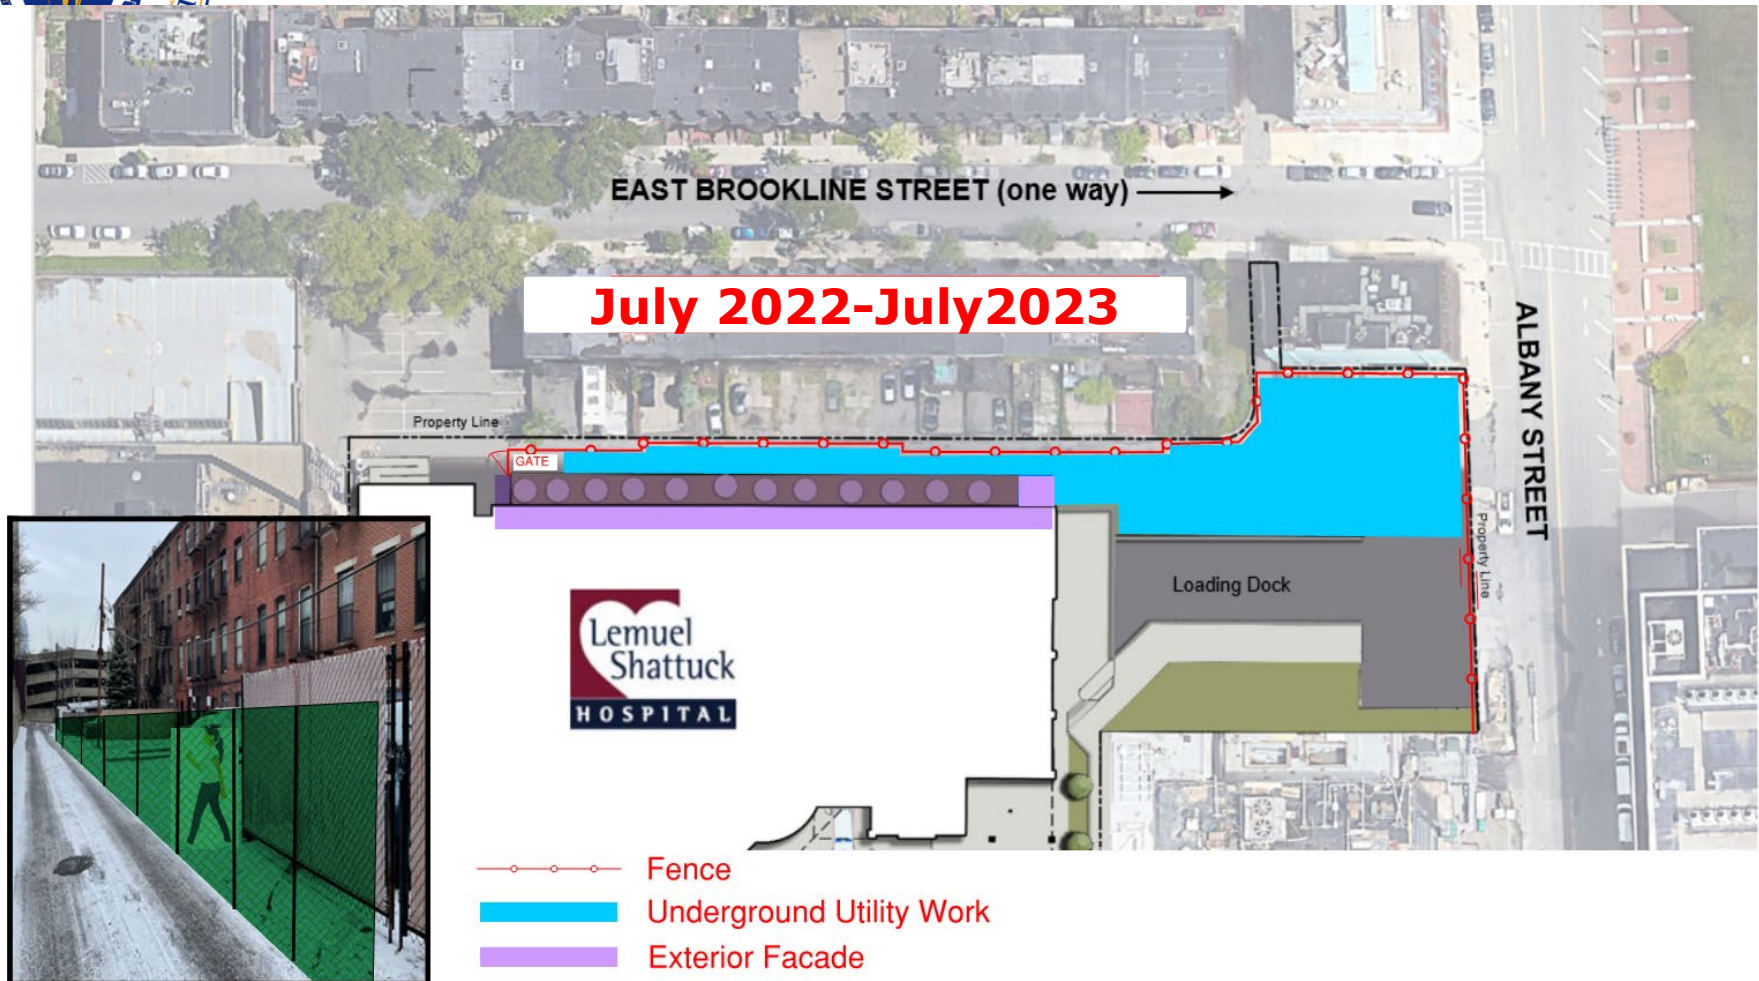 EAST BROOKLINE STREET (one way)
July 2022-July2023
ALBANY STREET
Property Line
GATE
Property Line
Loading Dock
Lemuel
Shattuck
HOSPITAL
Fence
Underground Utility Work
Exterior Facade